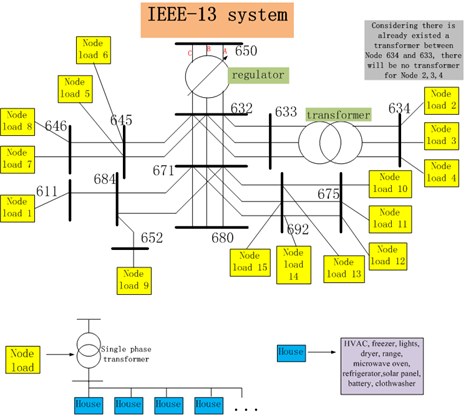 IEEE-13 system
Considering there is
already existed a
transformer between
Node 634 and 633, there
will be no transformer
for Node 2,3,4
C B A
650
regulator
Node
load 6
Node
load 5
Node
load 8
646
645
632
633
transformer
634
Node
load 2
Node
load 3
Node
load 4
Node
load 7
611
684
671
675
Node
load 1
Node
load 10
Node
load 11
Node
load 12
652
680
692
Node
load 9
Node
load 15
Node
load
14
Node
load 13
Node
load
Single phase
transformer
House
House
House
House
...
House
HVAC, freezer, lights,
dryer, range,
microwave oven,
refrigerator,solar panel,
battery, clothwasher